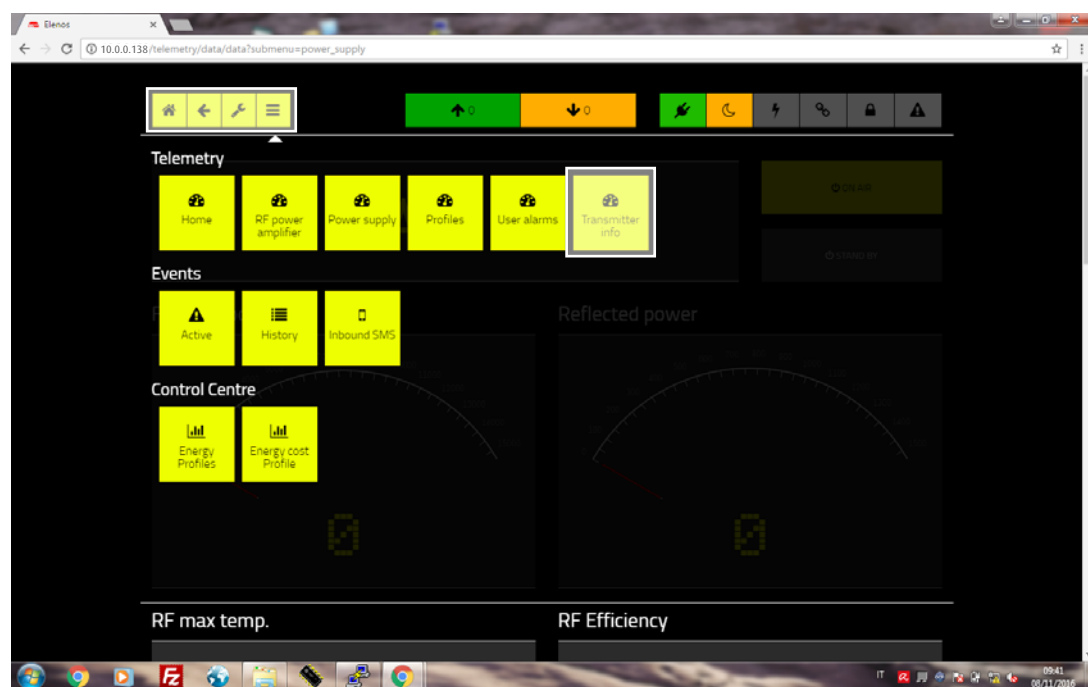 Elenos
10.0.0.138/telemetry/data/data?submenu=power_supply
0
0
Telemetry
Home
RF power
amplifier
Power supply
Profiles
User alarms
Transmitter
info
ON AIR
STAND BY
Events
Active
History
Inbound SMS
Reflected power
Control Centre
Energy
Profiles
Energy cost
Profile
0
0
RF max temp.
RF Efficiency
IT
09:41
08/11/2016